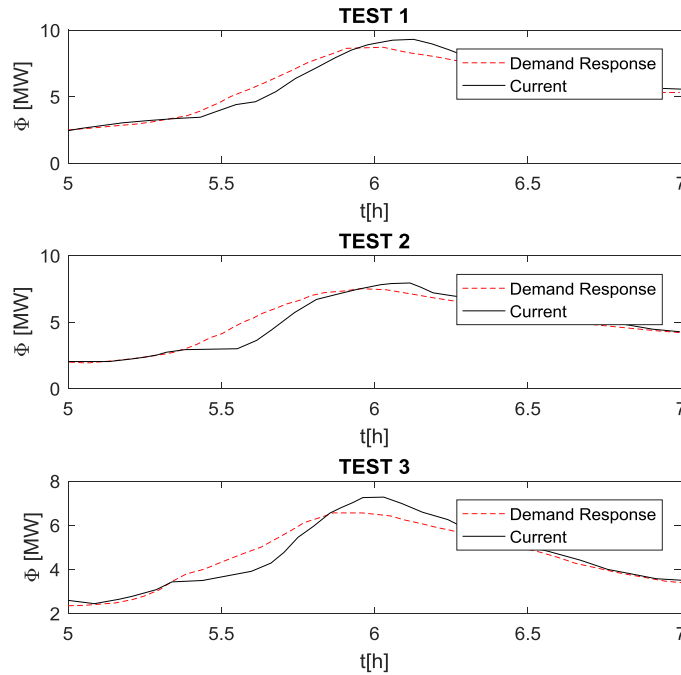 TEST 1
10
5
0
Φ [MW]
Demand Response
Current
5
5.5
6
6.5
7
t[h]
TEST 2
10
5
0
Φ [MW]
Demand Response
Current
5
5.5
6
6.5
7
t[h]
TEST 3
8
6
4
2
Φ [MW]
Demand Response
Current
5
5.5
6
6.5
7
t[h]